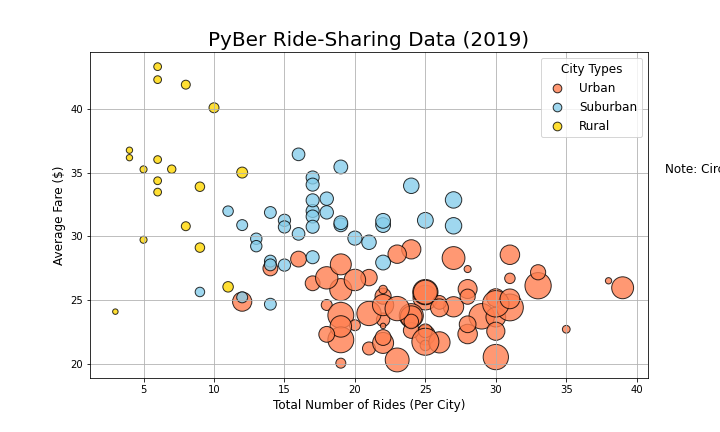 PyBer Ride-Sharing Data (2019)
City Types
Urban
Suburban
Rural
40
35
30
25
20
Average Fare ($)
Note:
5
10
15
20
25
30
35
40
Total Number of Rides (Per City)